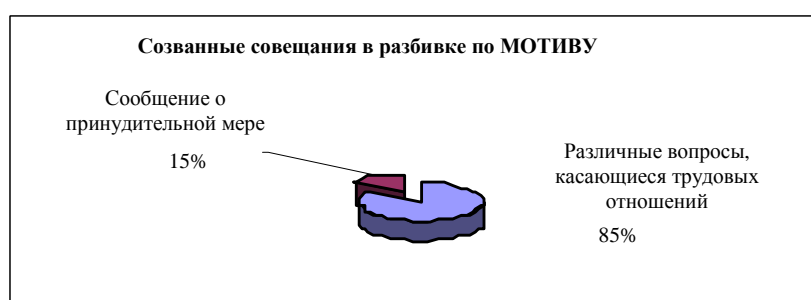 Созванные совещания в разбивке по МОТИВУ
Сообщение о
принудительной мере
15%
Различные вопросы,
касающиеся трудовых
отношений
85%